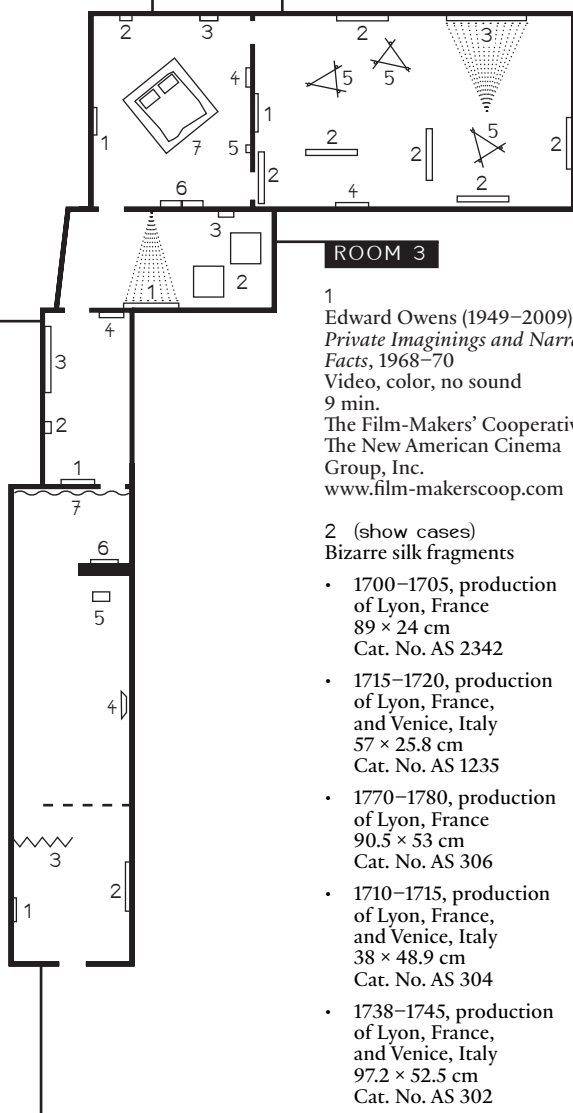 2
3
2
3
4
5
5
1
1
7
5
2
5
2
2
2
6
2
4
3
2
1
ROOM 3
4
3
2
1
7
6
5
4
3
2
1
1
Edward Owens (1949–2009)
Private Imaginings and Narra
Facts, 1968–70
Video, color, no sound
9 min.
The Film-Makers’ Cooperativ
The New American Cinema
Group, Inc.
www.film-makerscoop.com
2 (show cases)
Bizarre silk fragments
• 1700–1705, production
of Lyon, France
89 × 24 cm
Cat. No. AS 2342
• 1715–1720, production
of Lyon, France,
and Venice, Italy
57 × 25.8 cm
Cat. No. AS 1235
• 1770–1780, production
of Lyon, France
90.5 × 53 cm
Cat. No. AS 306
• 1710–1715, production
of Lyon, France,
and Venice, Italy
38 × 48.9 cm
Cat. No. AS 304
• 1738–1745, production
of Lyon, France,
and Venice, Italy
97.2 × 52.5 cm
Cat. No. AS 302